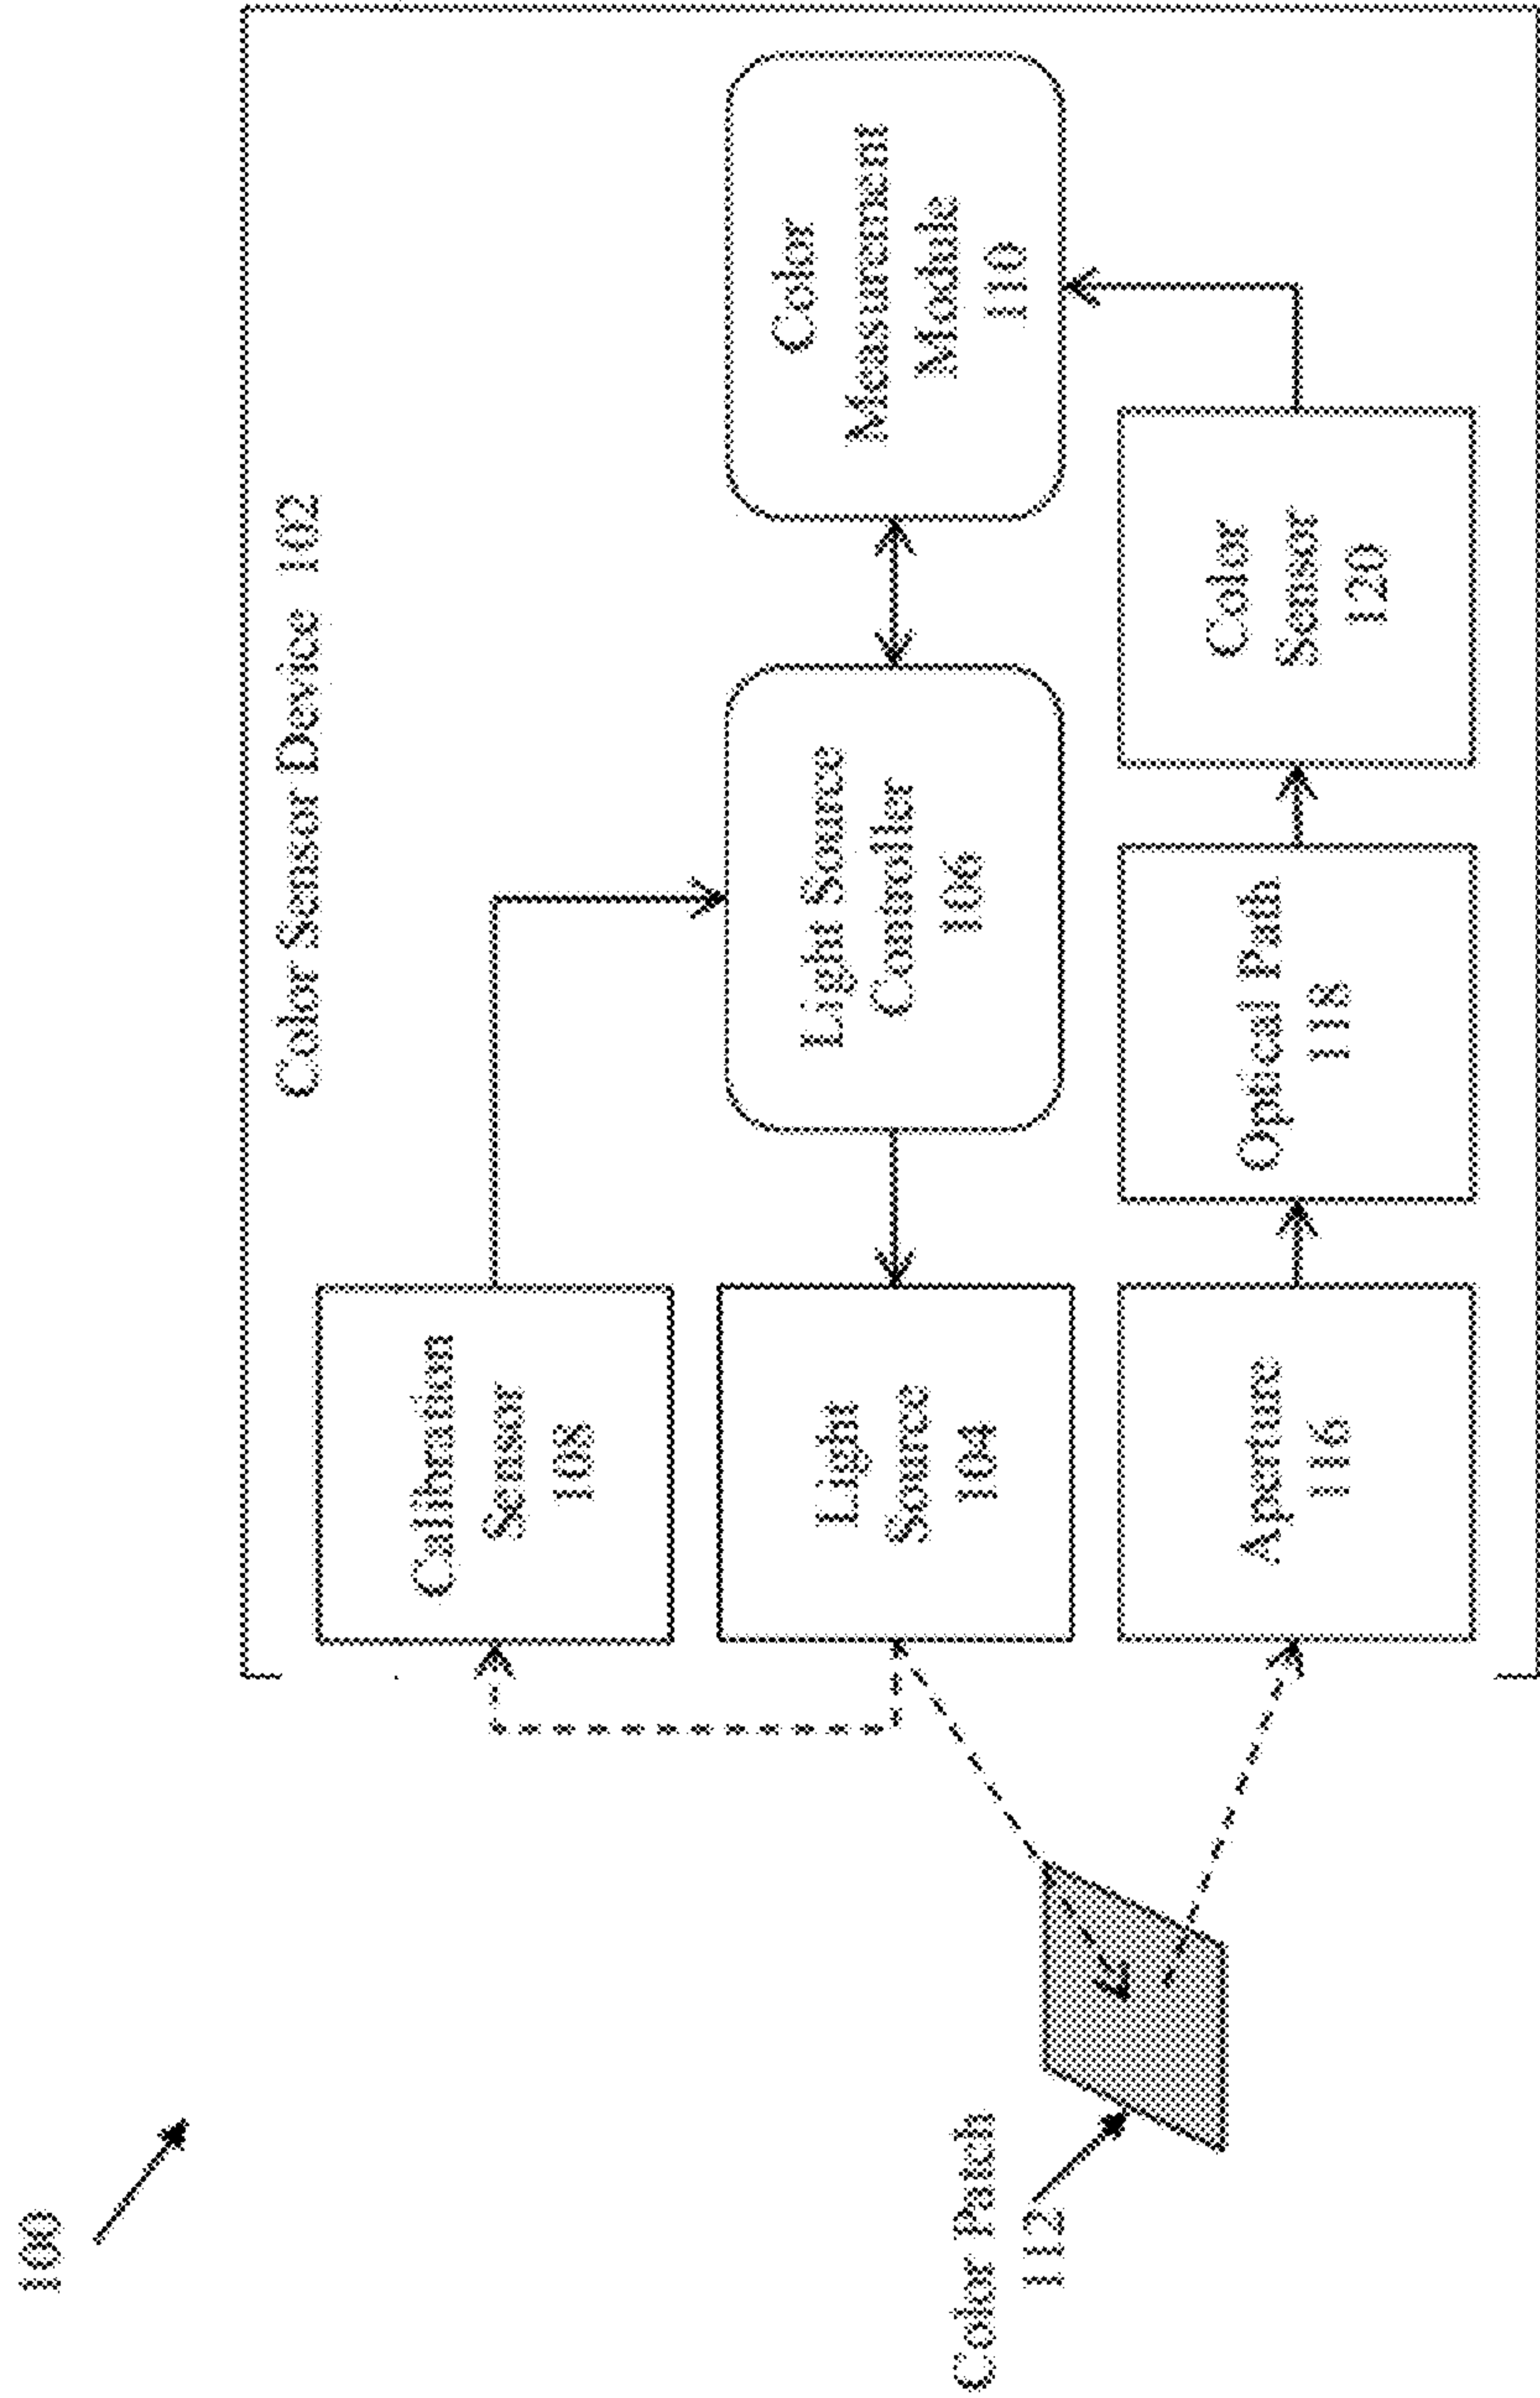 100
Color Sensor Device 102
Calibration
Sensor
108
Light
Source
104
Light Source
Controller
106
Color
Measurement
Module
110
Color Patch
112
Aperture
116
Optical Path
118
Color
Sensor
120